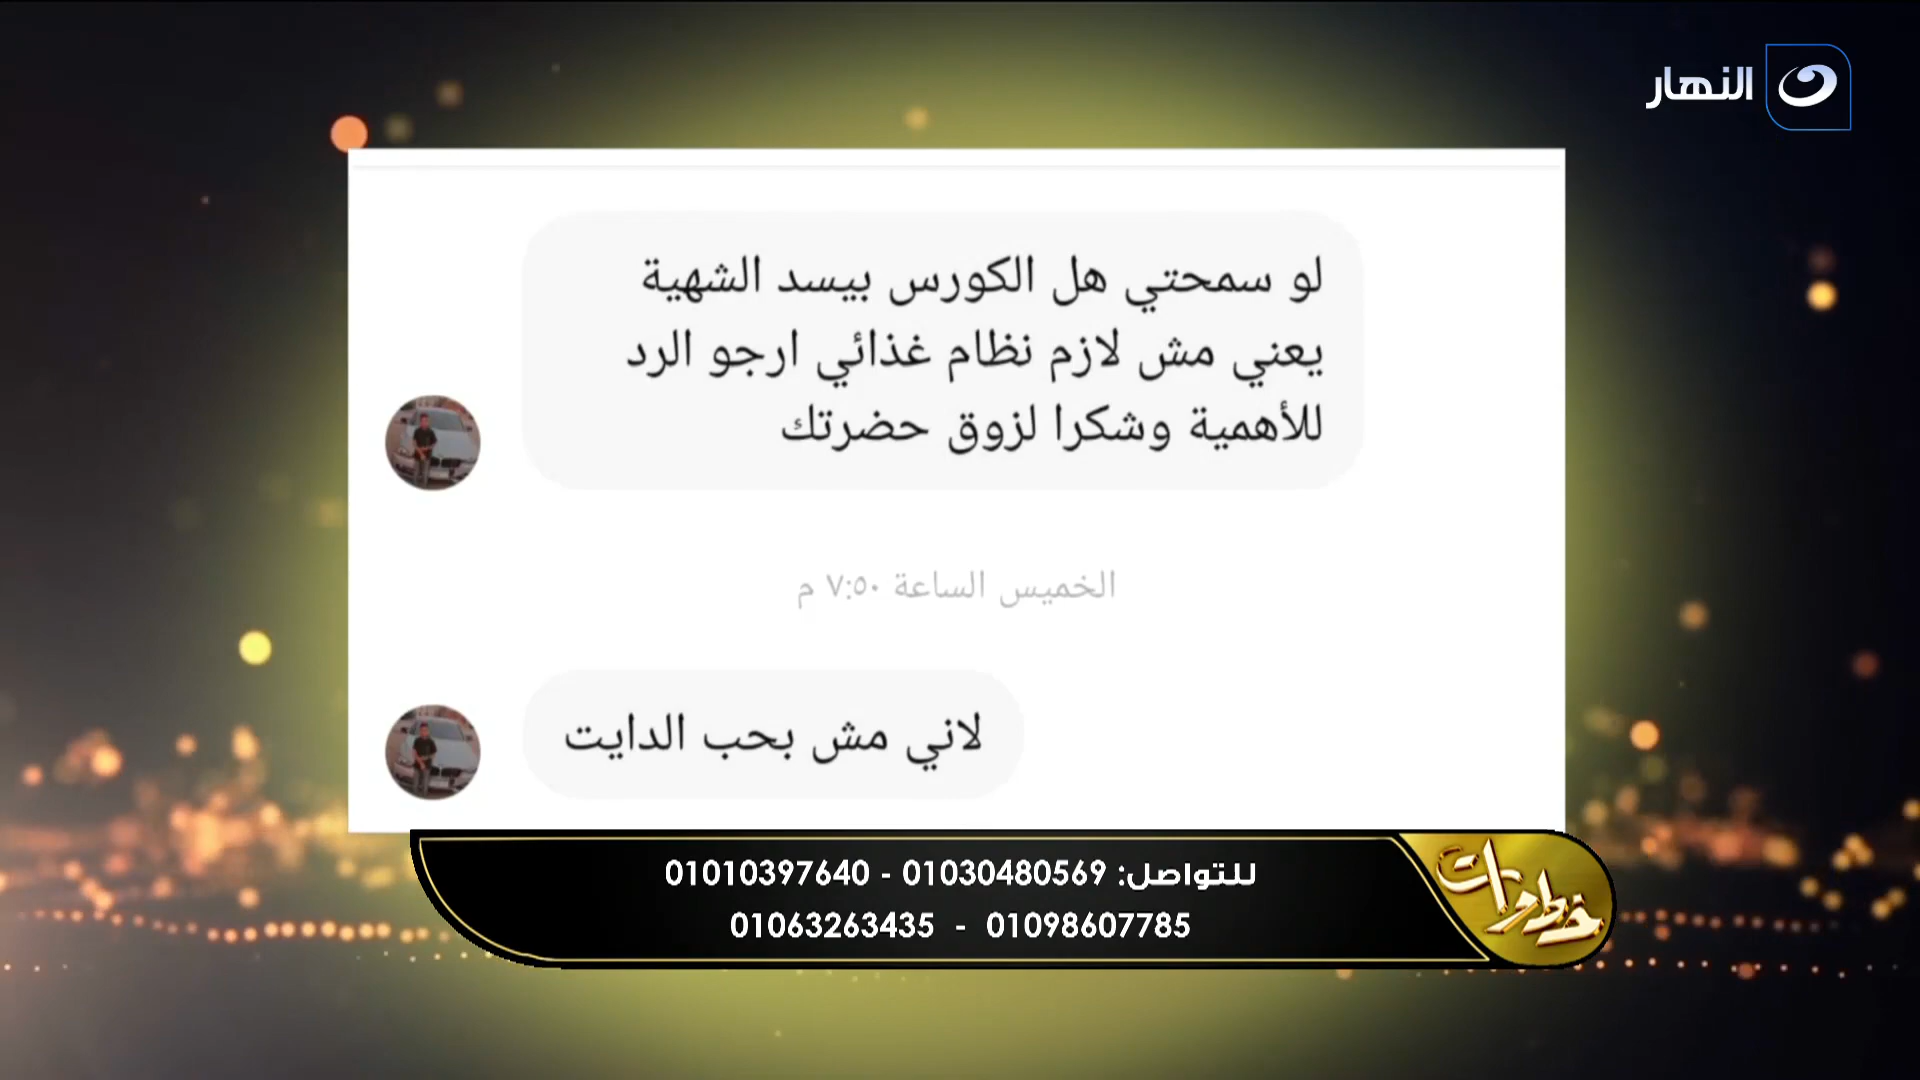 النهار
لو سمحتي هل الكورس بيسد الشهية
يعني مش لازم نظام غذائي ارجو الرد
للأهمية وشكرا لزوق حضرتك
الخميس الساعة ٧:٥٠ م
لاني مش بحب الدايت
للتواصل: 01030480569 - 01010397640
01098607785 - 01063263435
خطوات